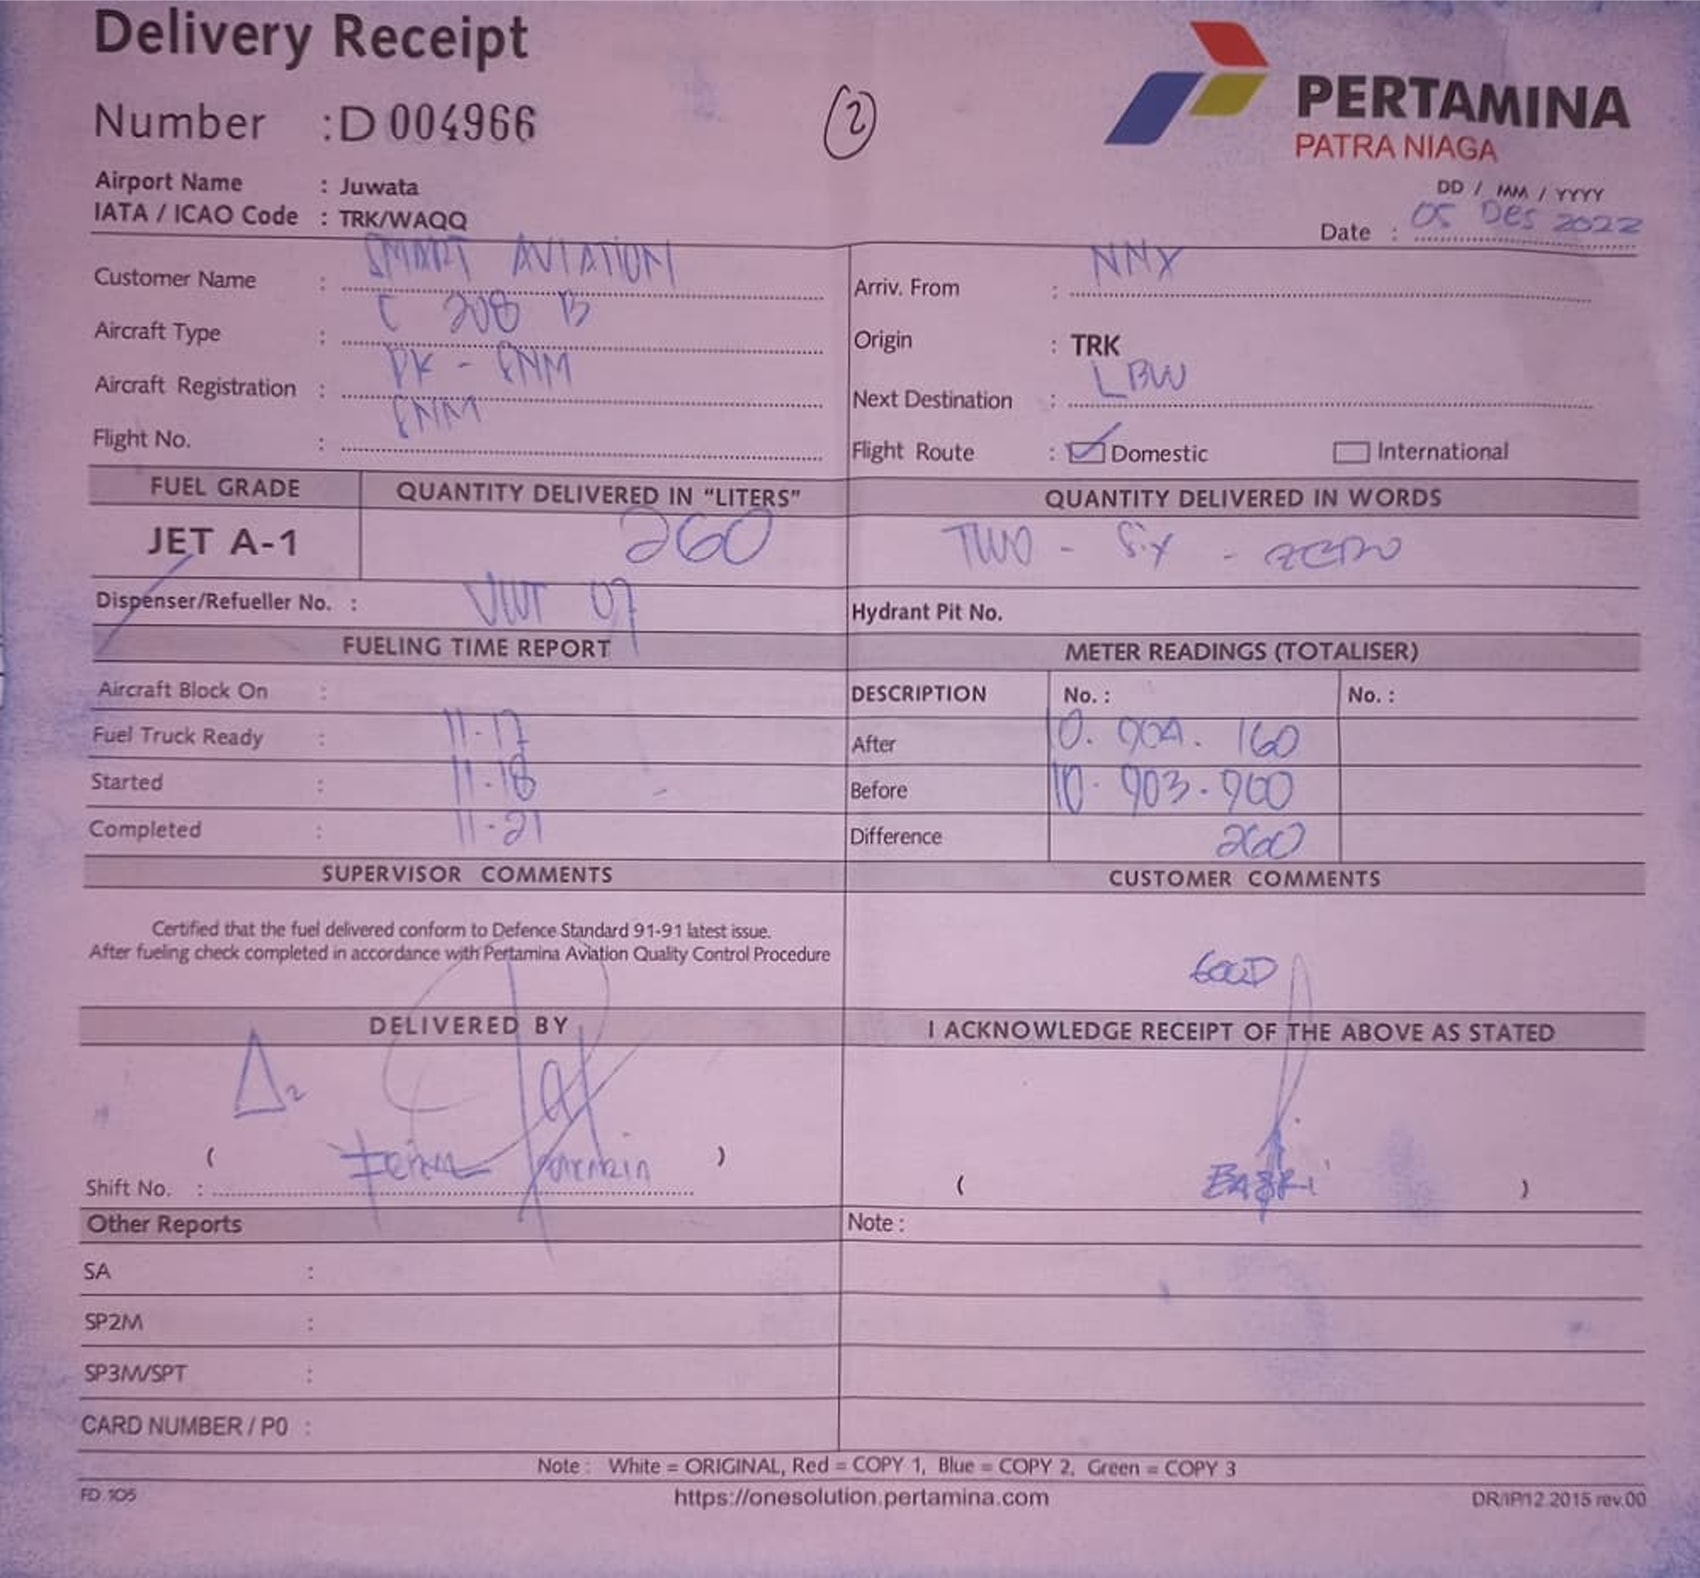 Delivery Receipt
Number : D 004966
2
PERTAMINA
PATRA NIAGA
Airport Name : Juwata
IATA / ICAO Code : TRK/WAQQ
DD / MM / YYYY
Date : 05 DES 2022
Customer Name : SMART AVIATION
Aircraft Type : C 208 B
Aircraft Registration : PK - SNM
Flight No. : SNM
Arriv. From : NNX
Origin : TRK
Next Destination : LBW
Flight Route : Domestic International
FUEL GRADE QUANTITY DELIVERED IN “LITERS” QUANTITY DELIVERED IN WORDS
JET A-1 260 TWO - Six - ZERO
Dispenser/Refueller No. : 07 Hydrant Pit No.
FUELING TIME REPORT METER READINGS (TOTALISER)
Aircraft Block On : DESCRIPTION No. : No. :
Fuel Truck Ready : 11-17 After 10. 904. 160
Started : 11-18 Before 10. 903. 900
Completed : 11-21 Difference 260
SUPERVISOR COMMENTS CUSTOMER COMMENTS
Certified that the fuel delivered conform to Defence Standard 91-91 latest issue.
After fueling check completed in accordance with Pertamina Aviation Quality Control Procedure
GOOD
DELIVERED BY I ACKNOWLEDGE RECEIPT OF THE ABOVE AS STATED
( )
Shift No. :
( BASRI )
Other Reports Note :
SA :
SP2M :
SP3M/SPT :
CARD NUMBER / P0 :
Note : White = ORIGINAL, Red = COPY 1, Blue = COPY 2, Green = COPY 3
FD 105 https://onesolution.pertamina.com DR/IP/12.2015 rev.00